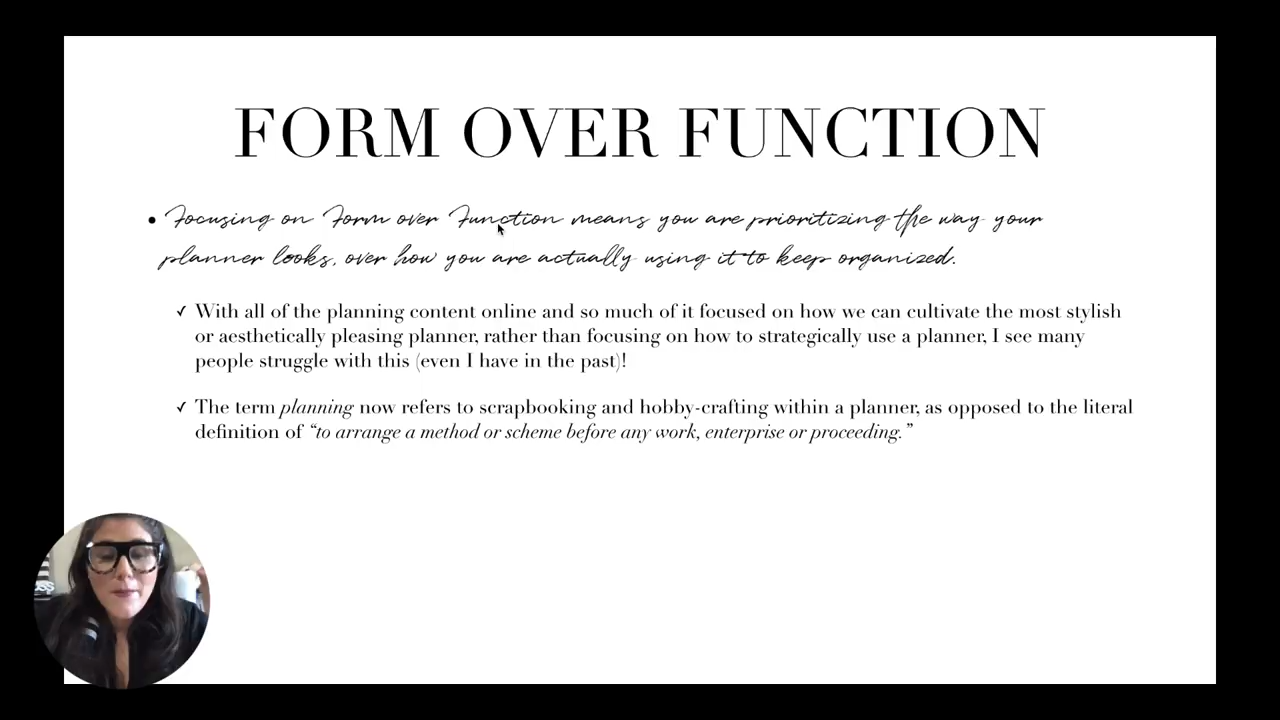 FORM OVER FUNCTION
• Focusing on Form over Function means you are prioritizing the way your
planner looks, over how you are actually using it to keep organized.
✓ With all of the planning content online and so much of it focused on how we can cultivate the most stylish
or aesthetically pleasing planner, rather than focusing on how to strategically use a planner, I see many
people struggle with this (even I have in the past)!
✓ The term planning now refers to scrapbooking and hobby-crafting within a planner, as opposed to the literal
definition of “to arrange a method or scheme before any work, enterprise or proceeding.”